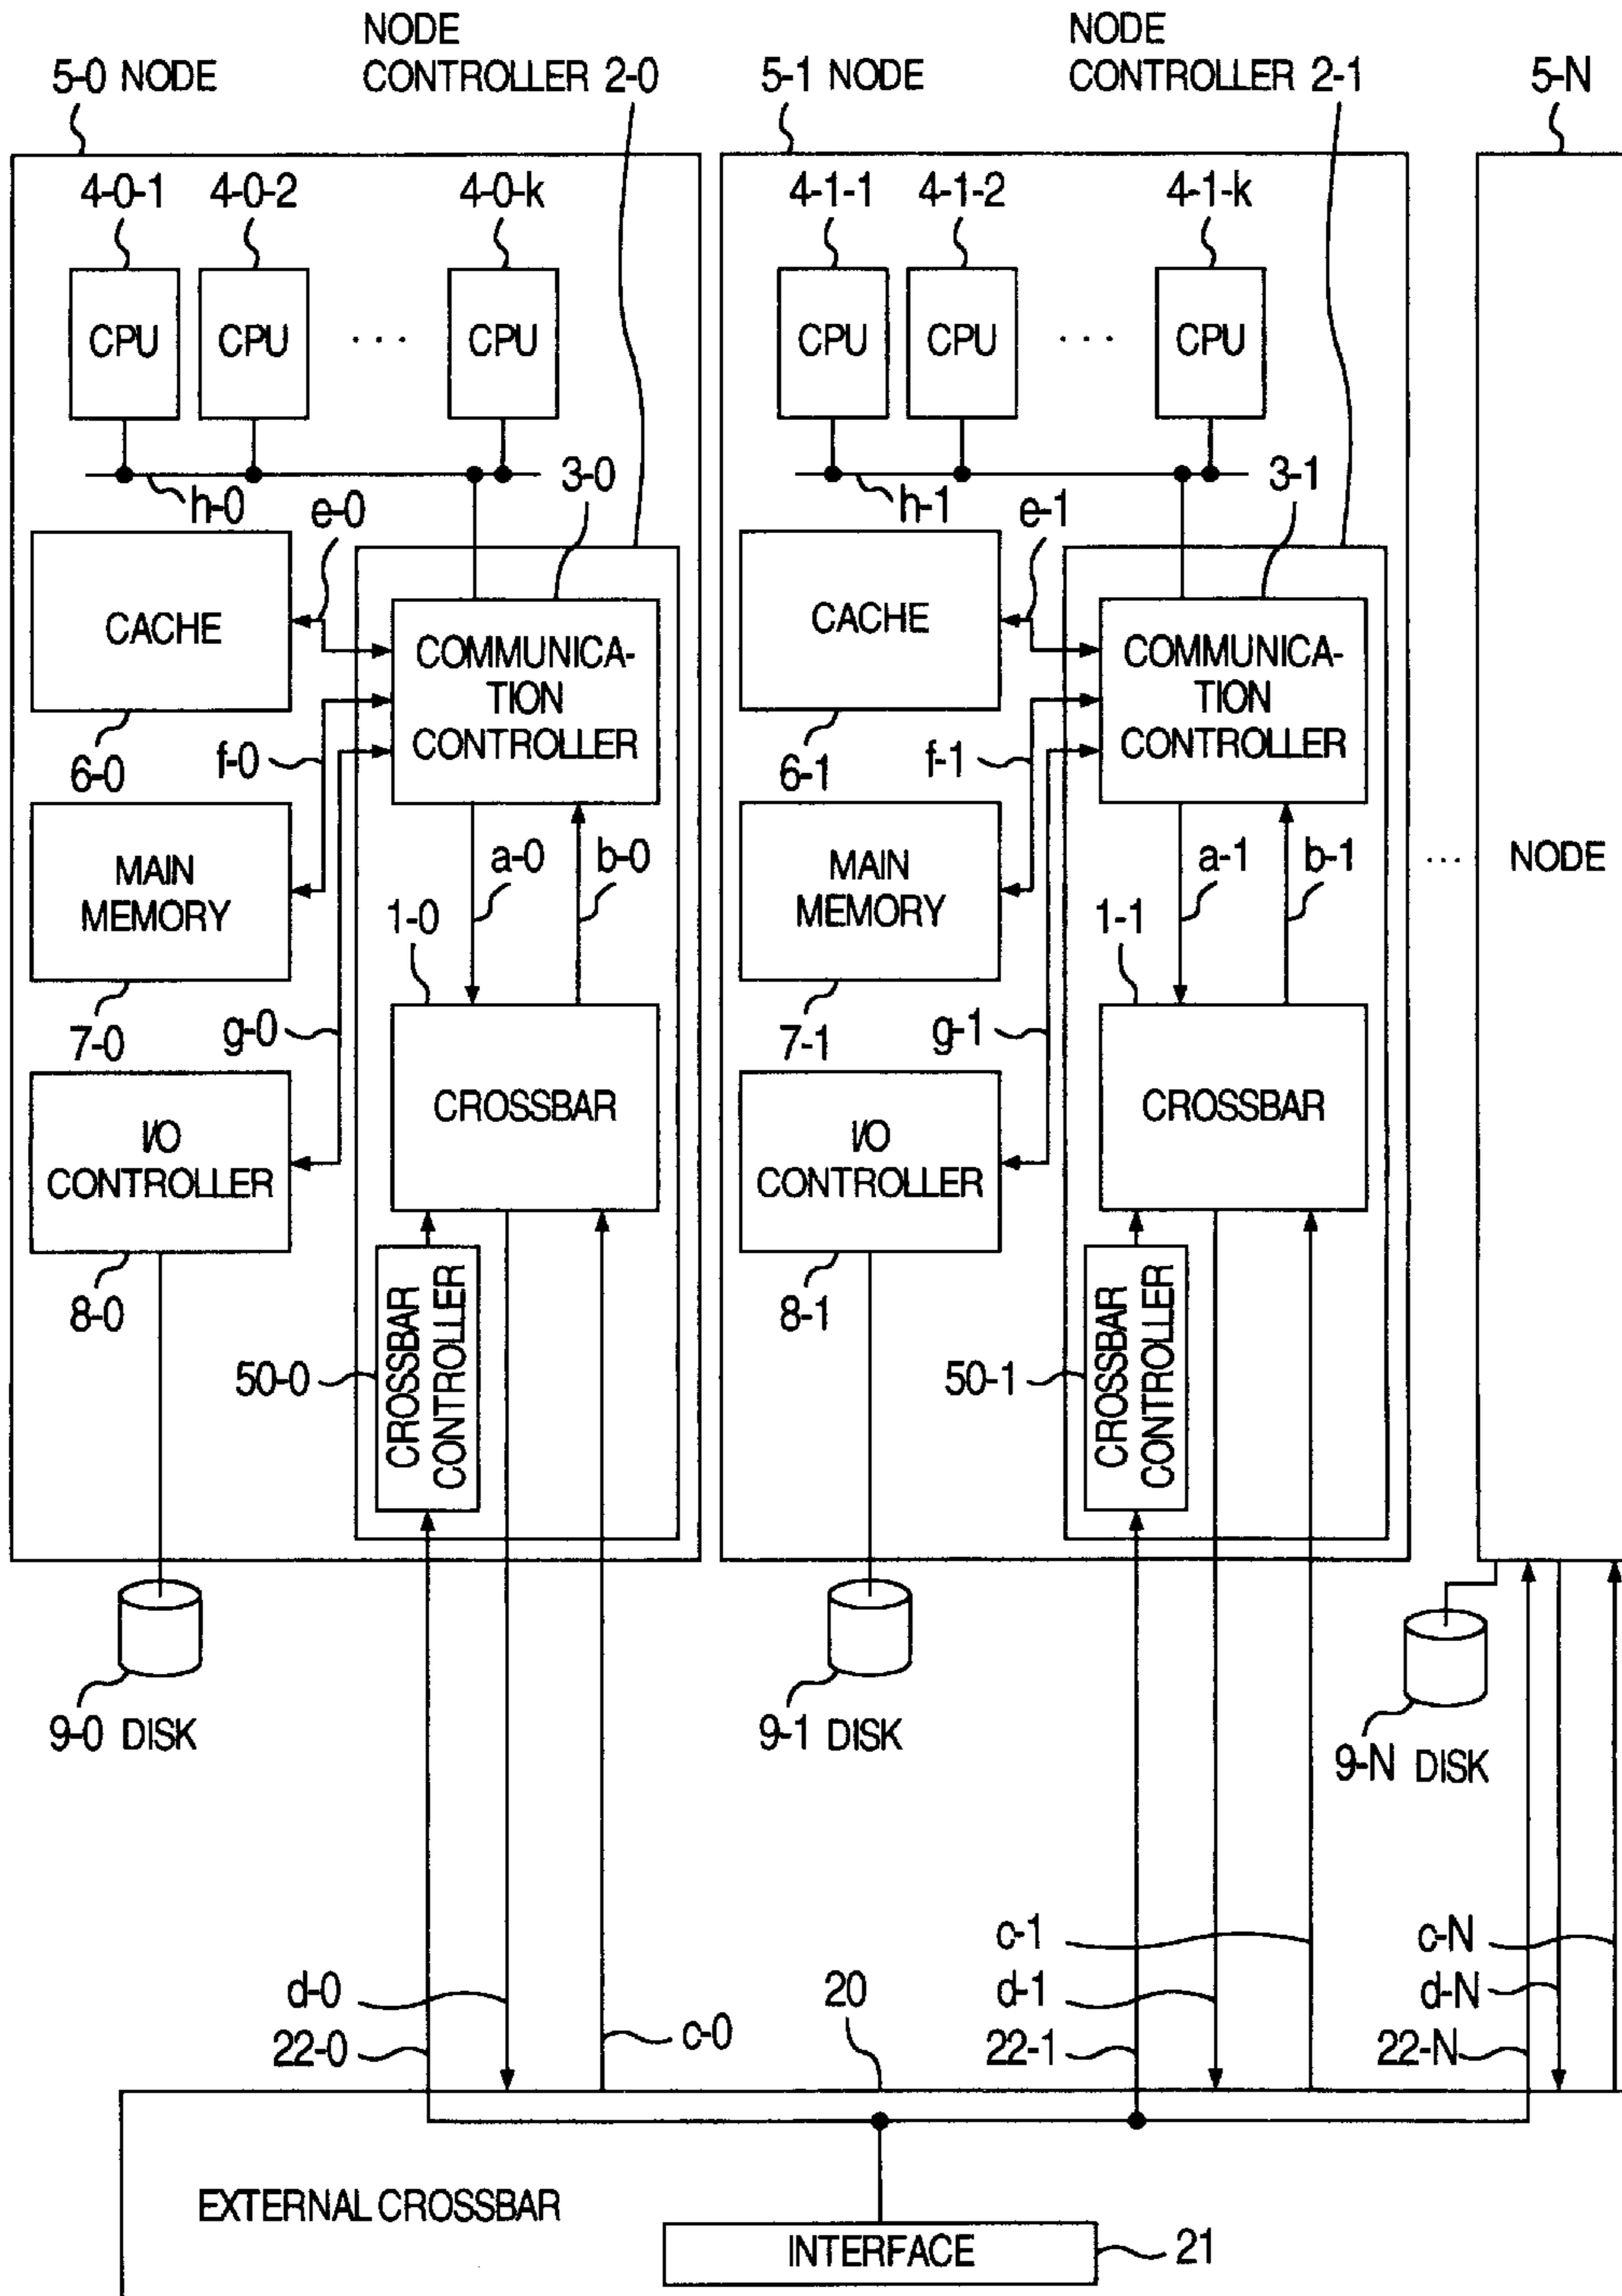 NODE
CONTROLLER 2-0
5-0 NODE
NODE
CONTROLLER 2-1
5-1 NODE
5-N
4-0-1
4-0-2
4-0-k
4-1-1
4-1-2
4-1-k
CPU
CPU
...
CPU
CPU
CPU
...
CPU
h-0
e-0
3-0
h-1
e-1
3-1
CACHE
COMMUNICA-
TION
CONTROLLER
CACHE
COMMUNICA-
TION
CONTROLLER
6-0
f-0
6-1
f-1
MAIN
MEMORY
a-0
b-0
MAIN
MEMORY
a-1
b-1
...
NODE
1-0
1-1
7-0
g-0
7-1
g-1
I/O
CONTROLLER
CROSSBAR
I/O
CONTROLLER
CROSSBAR
8-0
50-0
CROSSBAR
CONTROLLER
8-1
50-1
CROSSBAR
CONTROLLER
9-0 DISK
9-1 DISK
9-N DISK
d-0
22-0
c-0
20
c-1
d-1
22-1
c-N
d-N
22-N
EXTERNAL CROSSBAR
INTERFACE
21